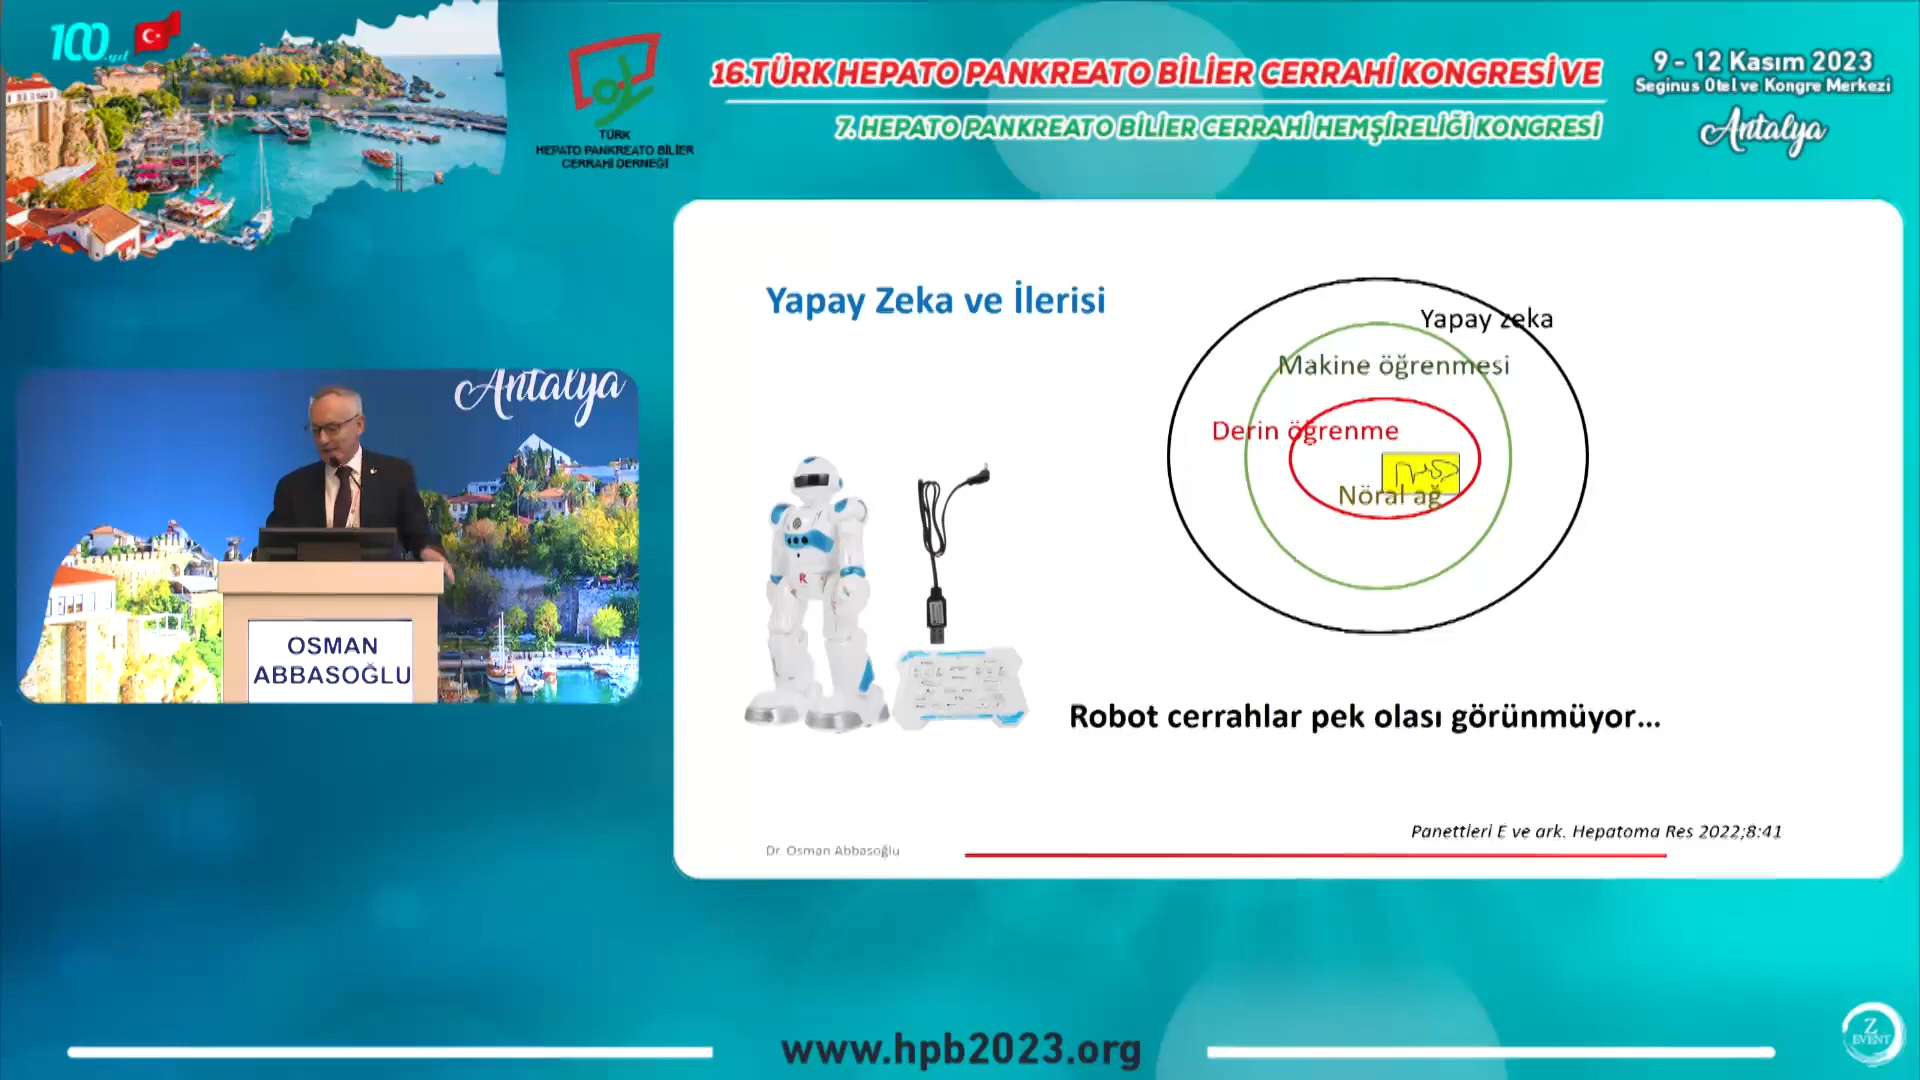 100.yıl
TÜRK
HEPATO PANKREATO BİLİER
CERRAHİ DERNEĞİ
16.TÜRK HEPATO PANKREATO BİLİER CERRAHİ KONGRESİ VE
7. HEPATO PANKREATO BİLİER CERRAHİ HEMŞİRELİĞİ KONGRESİ
9 - 12 Kasım 2023
Seginus Otel ve Kongre Merkezi
Antalya
Antalya
OSMAN
ABBASOĞLU
Yapay Zeka ve İlerisi
Yapay zeka
Makine öğrenmesi
Derin öğrenme
Nöral ağ
R
Robot cerrahlar pek olası görünmüyor...
Panettieri E ve ark. Hepatoma Res 2022;8:41
Dr. Osman Abbasoğlu
www.hpb2023.org
Z
EVENT